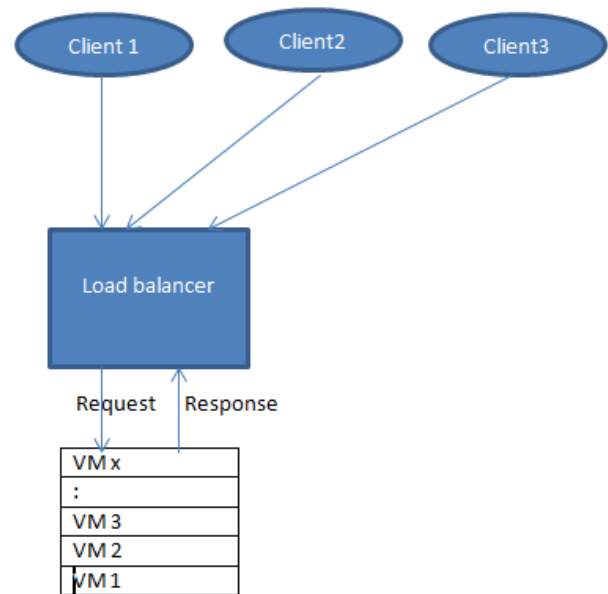 Client 1
Client2
Client3
Load balancer
Request
Response
VM x
:
VM 3
VM 2
VM 1